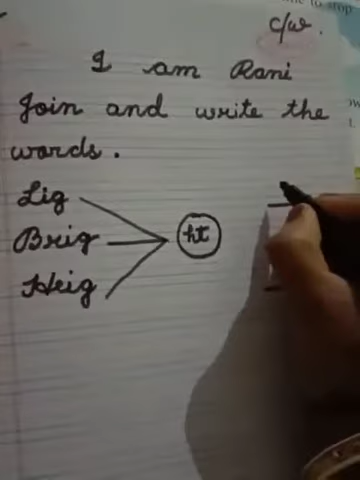 c/w.
I am Rani
Join and write the
words.
Lig
Brig
Heig
ht